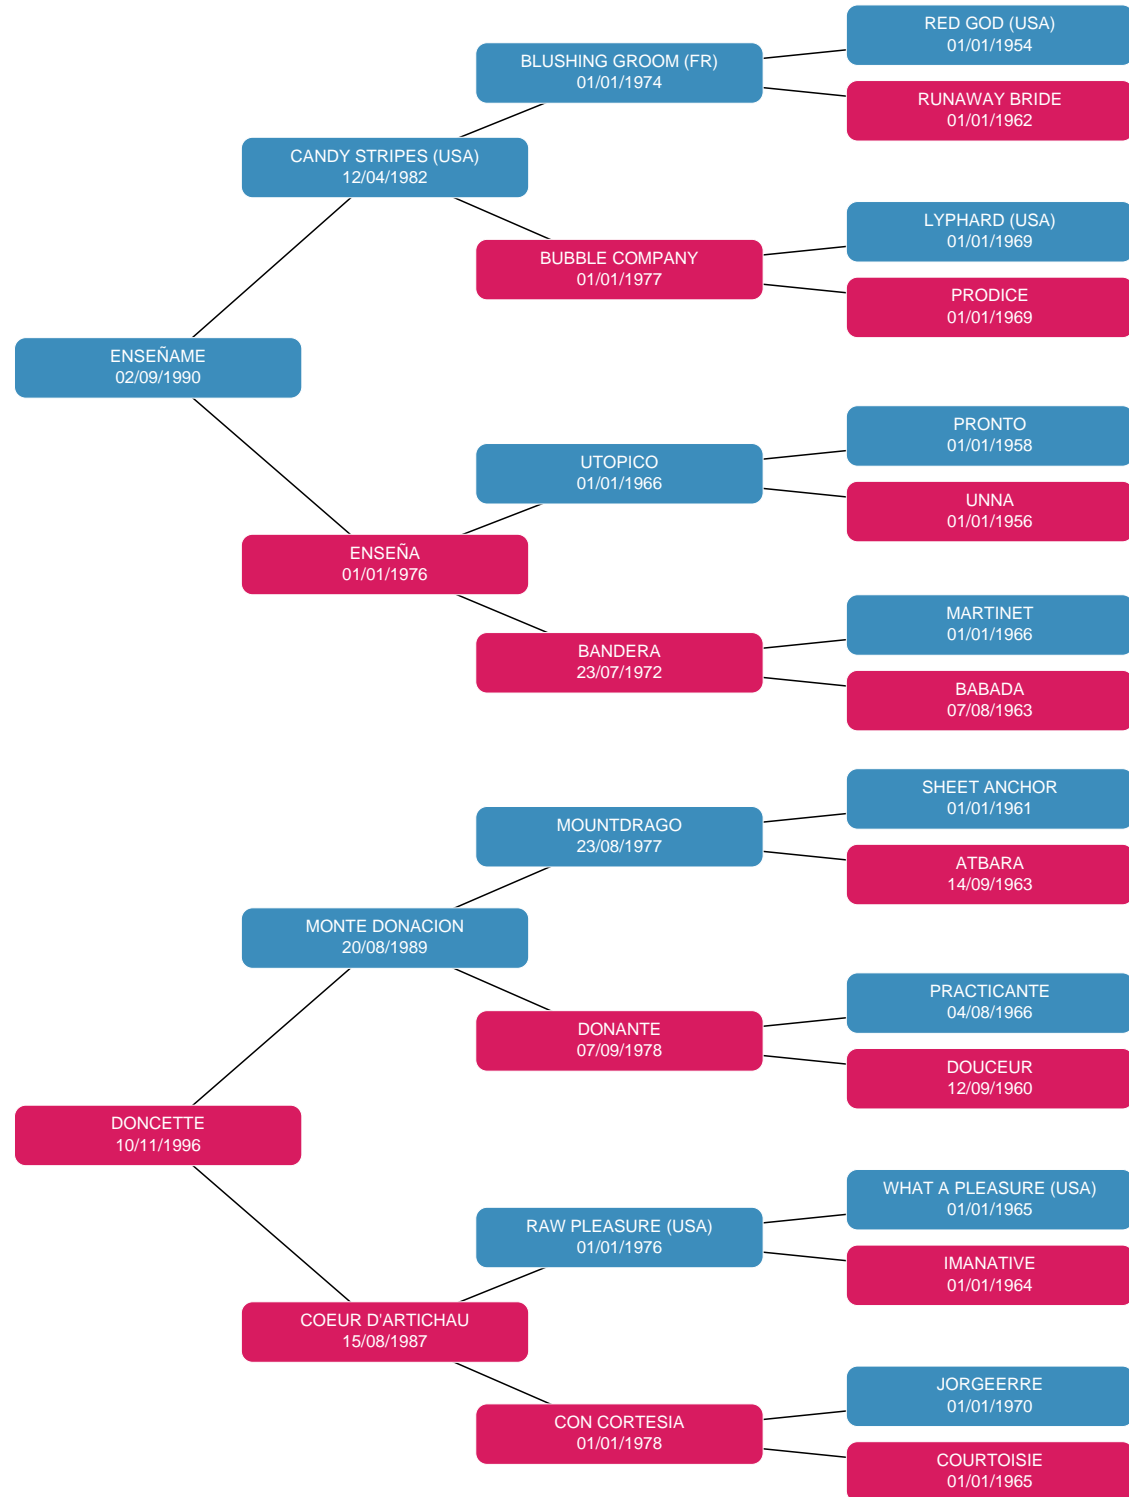 RED GOD (USA)
01/01/1954
BLUSHING GROOM (FR)
01/01/1974
RUNAWAY BRIDE
01/01/1962
CANDY STRIPES (USA)
12/04/1982
LYPHARD (USA)
01/01/1969
BUBBLE COMPANY
01/01/1977
PRODICE
01/01/1969
ENSEÑAME
02/09/1990
PRONTO
01/01/1958
UTOPICO
01/01/1966
UNNA
01/01/1956
ENSEÑA
01/01/1976
MARTINET
01/01/1966
BANDERA
23/07/1972
BABADA
07/08/1963
SHEET ANCHOR
01/01/1961
MOUNTDRAGO
23/08/1977
ATBARA
14/09/1963
MONTE DONACION
20/08/1989
PRACTICANTE
04/08/1966
DONANTE
07/09/1978
DOUCEUR
12/09/1960
DONCETTE
10/11/1996
WHAT A PLEASURE (USA)
01/01/1965
RAW PLEASURE (USA)
01/01/1976
IMANATIVE
01/01/1964
COEUR D'ARTICHAU
15/08/1987
JORGEERRE
01/01/1970
CON CORTESIA
01/01/1978
COURTOISIE
01/01/1965